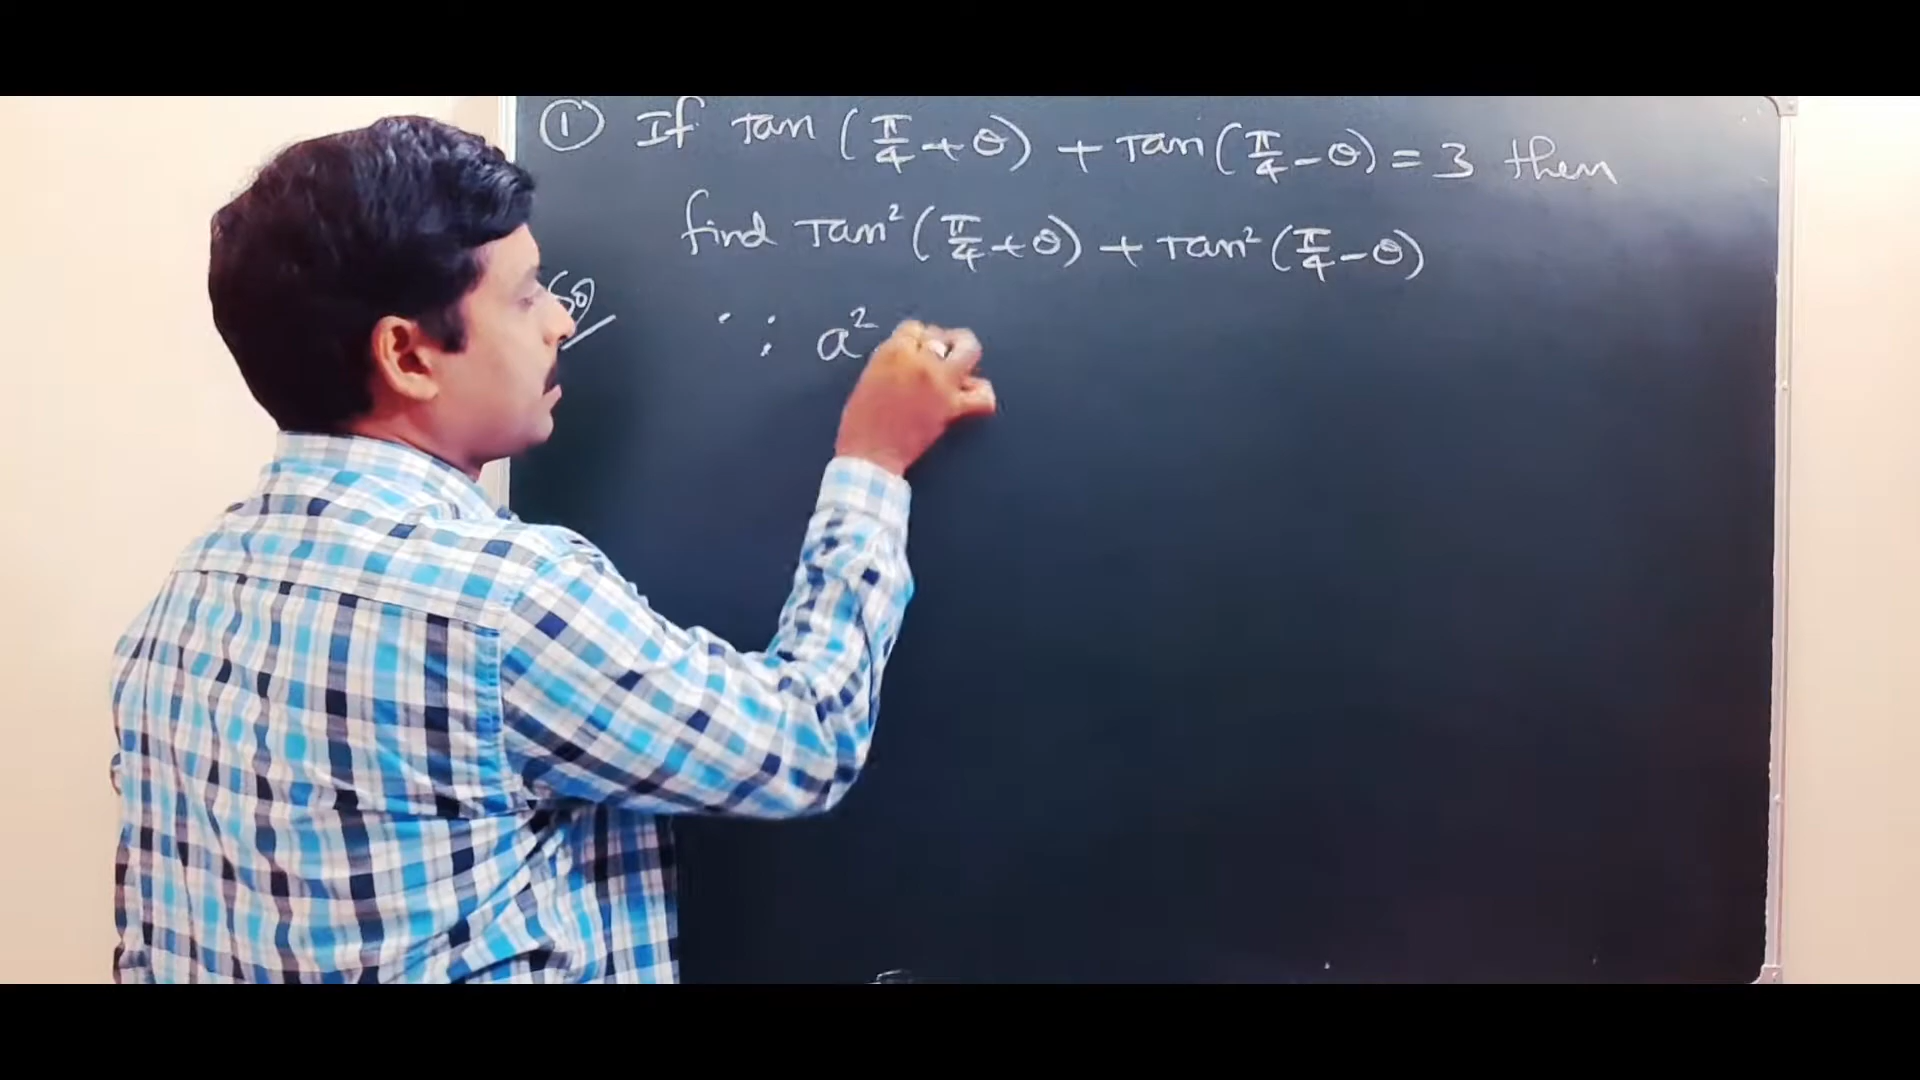 ① If Tan (π/4 + θ) + Tan (π/4 - θ) = 3 then
find Tan² (π/4 + θ) + Tan² (π/4 - θ)
∵ a²